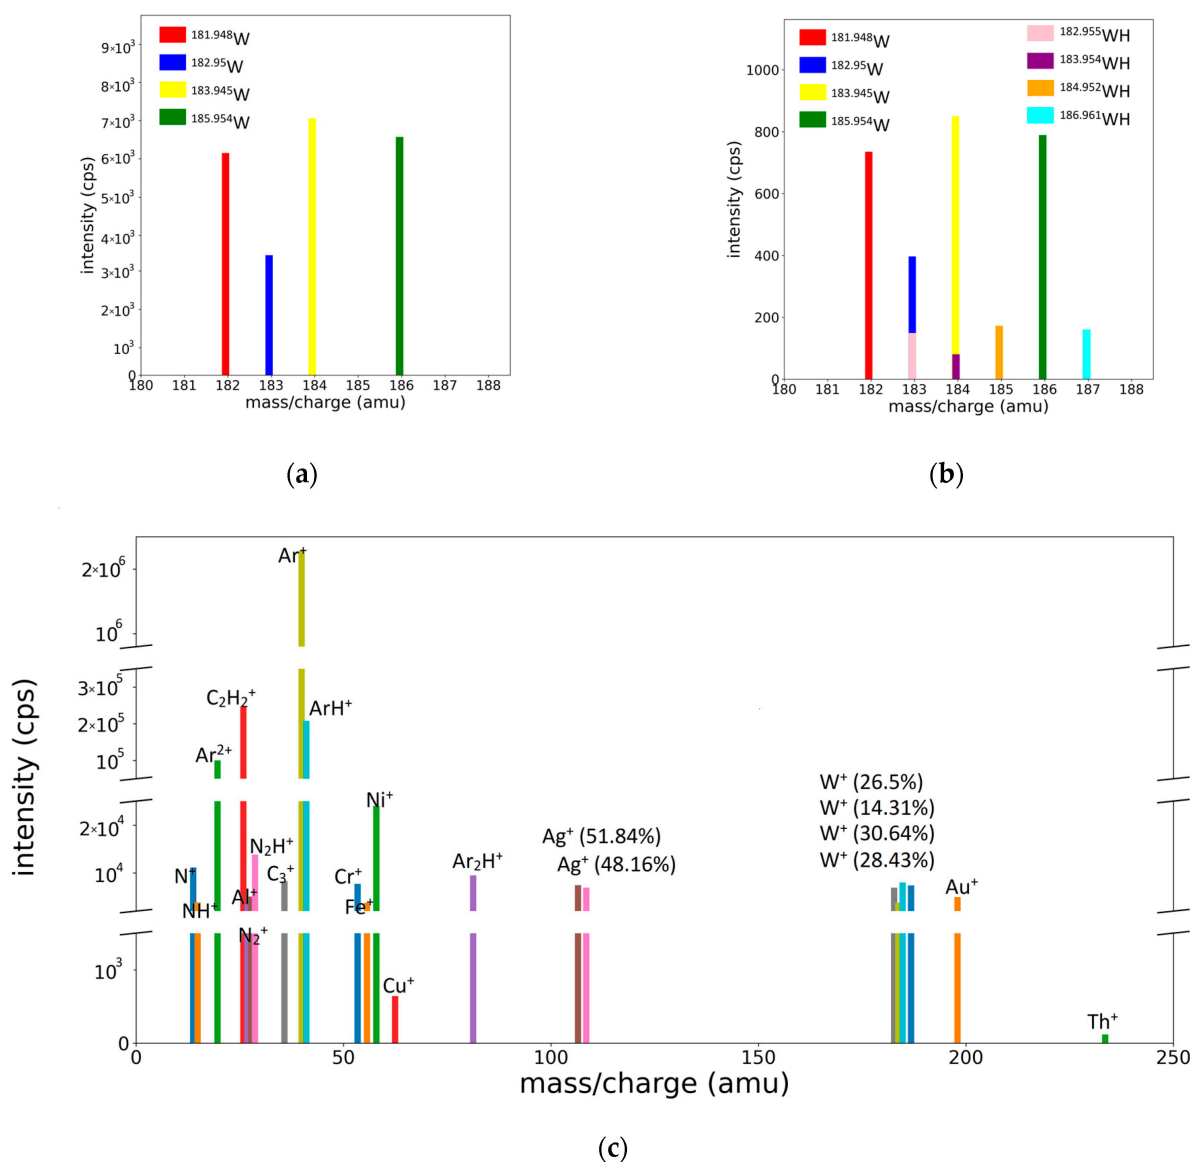 9×10³
8×10³
7×10³
6×10³
5×10³
4×10³
3×10³
2×10³
10³
0
intensity (cps)
¹⁸¹·⁹⁴⁸W
¹⁸²·⁹⁵W
¹⁸³·⁹⁴⁵W
¹⁸⁵·⁹⁵⁴W
180 181 182 183 184 185 186 187 188
mass/charge (amu)
(a)
1000
800
600
400
200
0
intensity (cps)
¹⁸¹·⁹⁴⁸W
¹⁸²·⁹⁵W
¹⁸³·⁹⁴⁵W
¹⁸⁵·⁹⁵⁴W
¹⁸²·⁹⁵⁵WH
¹⁸³·⁹⁵⁴WH
¹⁸⁴·⁹⁵²WH
¹⁸⁶·⁹⁶¹WH
180 181 182 183 184 185 186 187 188
mass/charge (amu)
(b)
2×10⁶
10⁶
3×10⁵
2×10⁵
10⁵
2×10⁴
10⁴
10³
0
intensity (cps)
Ar⁺
C₂H₂⁺
ArH⁺
Ar²⁺
Ni⁺
N₂H⁺
N⁺
C₃⁺
Al⁺
NH⁺
N₂⁺
Cr⁺
Fe⁺
Cu⁺
Ar₂H⁺
Ag⁺ (51.84%)
Ag⁺ (48.16%)
W⁺ (26.5%)
W⁺ (14.31%)
W⁺ (30.64%)
W⁺ (28.43%)
Au⁺
Th⁺
0 50 100 150 200 250
mass/charge (amu)
(c)